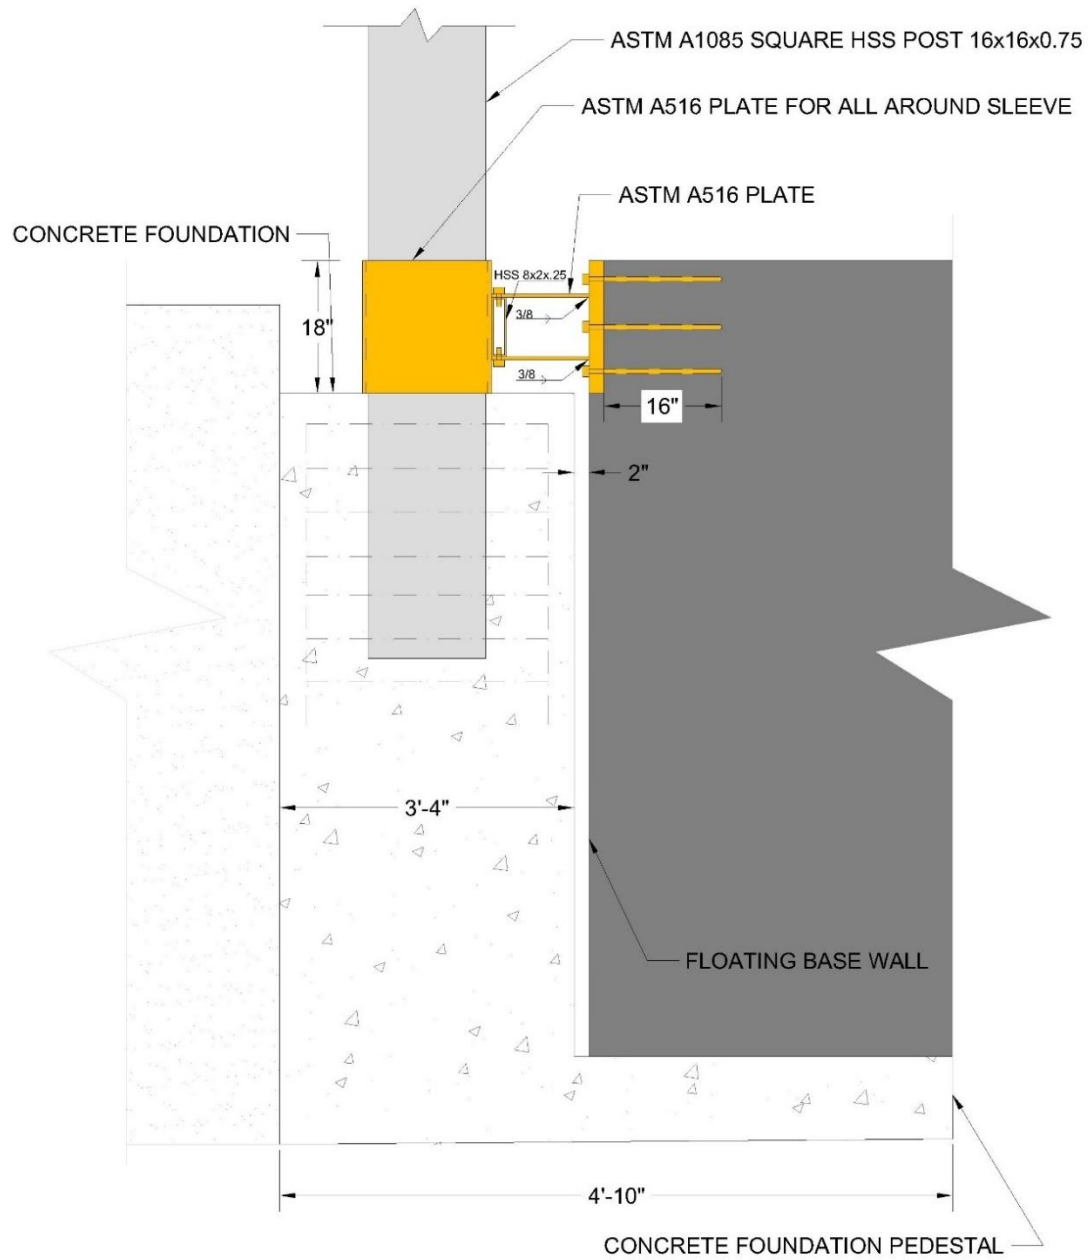 ASTM A1085 SQUARE HSS POST 16x16x0.75
ASTM A516 PLATE FOR ALL AROUND SLEEVE
ASTM A516 PLATE
CONCRETE FOUNDATION
HSS 8x2x.25
3/8
18"
3/8
16"
2"
3'-4"
FLOATING BASE WALL
4'-10"
CONCRETE FOUNDATION PEDESTAL